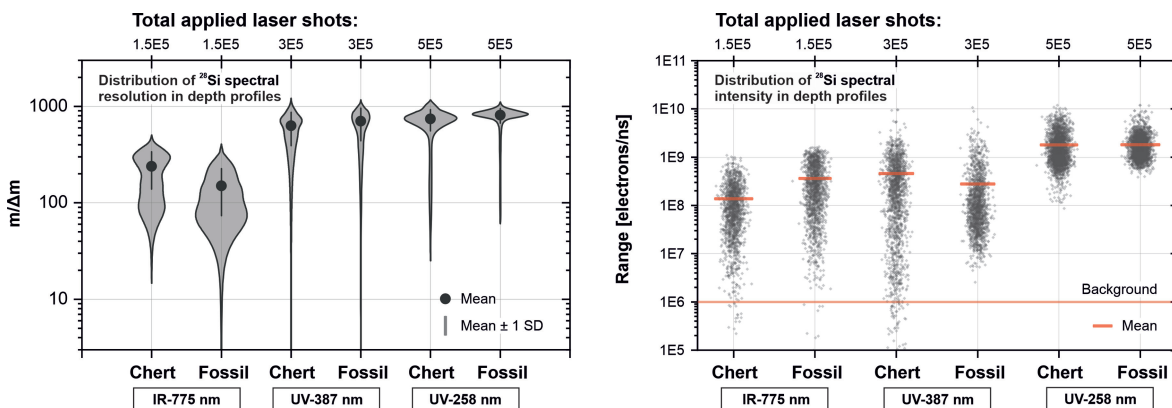 Total applied laser shots:
1.5E5 1.5E5 3E5 3E5 5E5 5E5
Distribution of ²⁸Si spectral
resolution in depth profiles
1000
100
10
m/Δm
Mean
Mean ± 1 SD
Chert Fossil Chert Fossil Chert Fossil
IR-775 nm UV-387 nm UV-258 nm
Total applied laser shots:
1.5E5 1.5E5 3E5 3E5 5E5 5E5
1E11
Distribution of ²⁸Si spectral
intensity in depth profiles
1E10
1E9
1E8
1E7
1E6
1E5
Range [electrons/ns]
Background
Mean
Chert Fossil Chert Fossil Chert Fossil
IR-775 nm UV-387 nm UV-258 nm